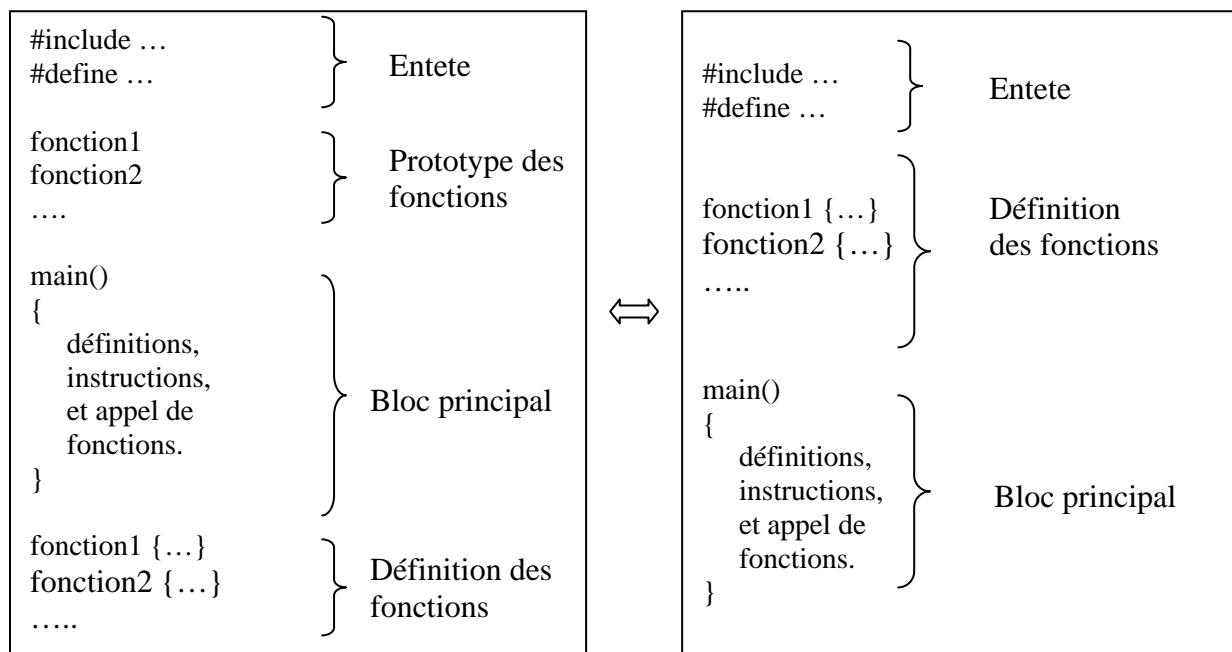 #include …
#define …
Entete
fonction1
fonction2
….
Prototype des
fonctions
main()
{
définitions,
instructions,
et appel de
fonctions.
}
Bloc principal
fonction1 {…}
fonction2 {…}
…..
Définition des
fonctions
#include …
#define …
Entete
fonction1 {…}
fonction2 {…}
…..
Définition
des fonctions
main()
{
définitions,
instructions,
et appel de
fonctions.
}
Bloc principal